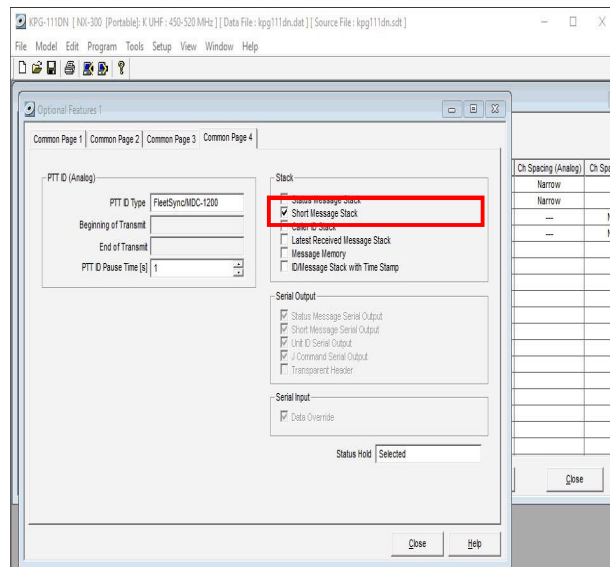 KPG-111DN [ NX-300 [Portable]: K UHF : 450-520 MHz ] [ Data File : kpg111dn.dat ] [ Source File : kpg111dn.sdt ]
File Model Edit Program Tools Setup View Window Help
Optional Features 1
Common Page 1 Common Page 2 Common Page 3 Common Page 4
Ch Spacing (Analog) Ch Spa
Narrow
Narrow
---
---
PTT ID (Analog)
PTT ID Type FleetSync/MDC-1200
Beginning of Transmit
End of Transmit
PTT ID Pause Time [s] 1
Stack
Status Message Stack
Short Message Stack
Caller ID Stack
Latest Received Message Stack
Message Memory
ID/Message Stack with Time Stamp
Serial Output
Status Message Serial Output
Short Message Serial Output
Unit ID Serial Output
J Command Serial Output
Transparent Header
Serial Input
Data Override
Status Hold Selected
Close
Close Help